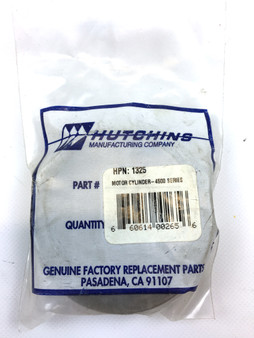 HUTCHINS
MANUFACTURING COMPANY
HPN: 1325
PART #
MOTOR CYLINDER-4500 SERIES
QUANTITY
6 60614 00265 6
GENUINE FACTORY REPLACEMENT PARTS
PASADENA, CA 91107